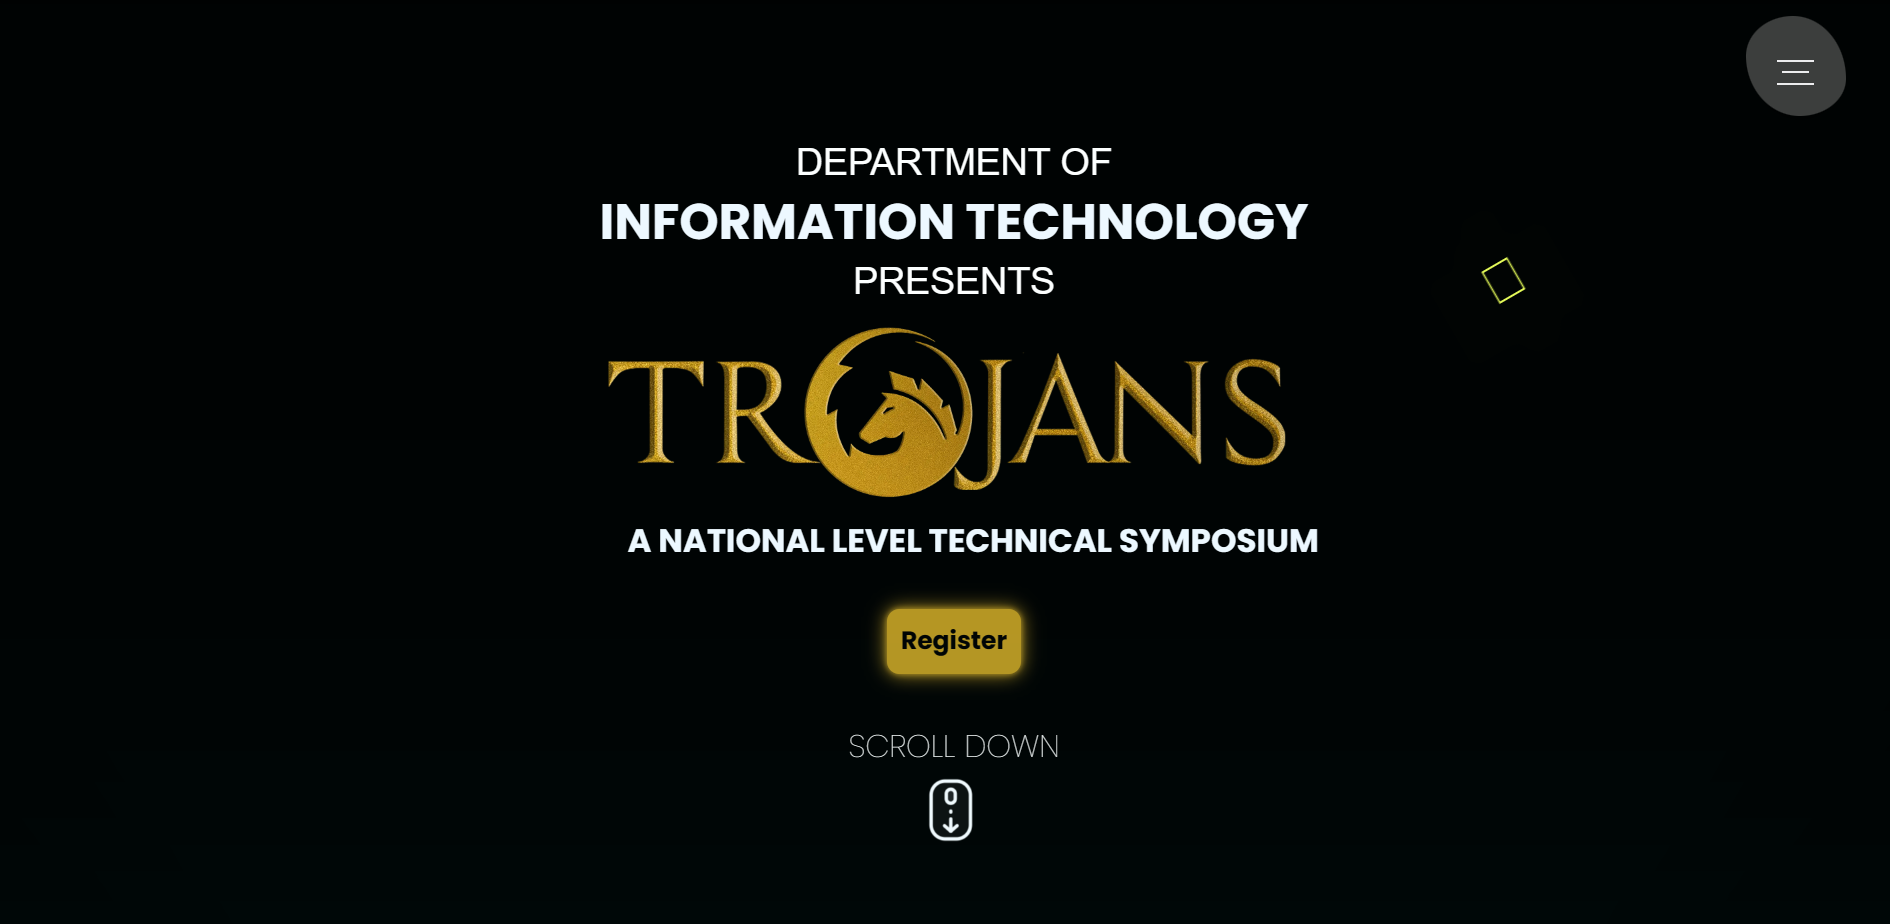 DEPARTMENT OF
INFORMATION TECHNOLOGY
PRESENTS
TROJANS
A NATIONAL LEVEL TECHNICAL SYMPOSIUM
Register
SCROLL DOWN